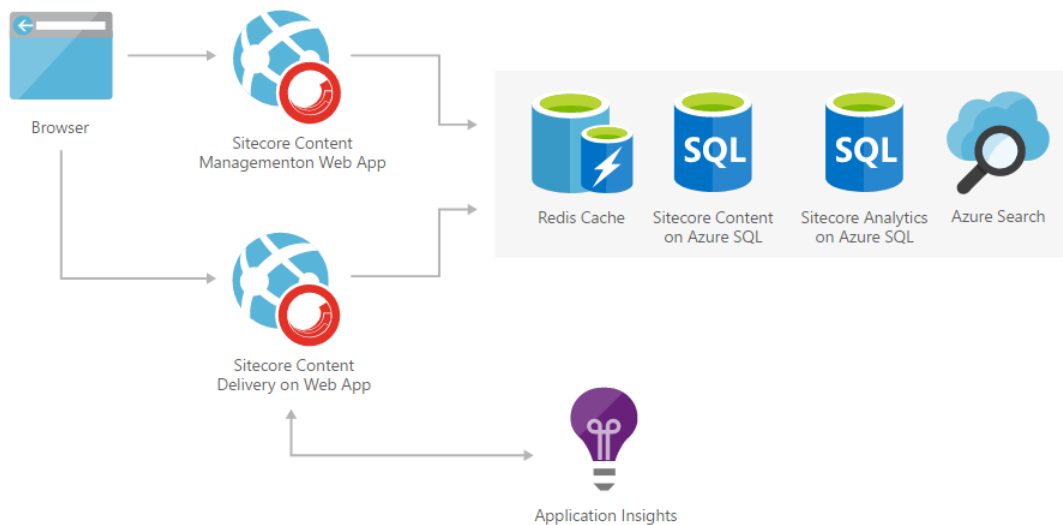 Browser
Sitecore Content
Managementon Web App
SQL
SQL
Redis Cache
Sitecore Content
on Azure SQL
Sitecore Analytics
on Azure SQL
Azure Search
Sitecore Content
Delivery on Web App
Application Insights